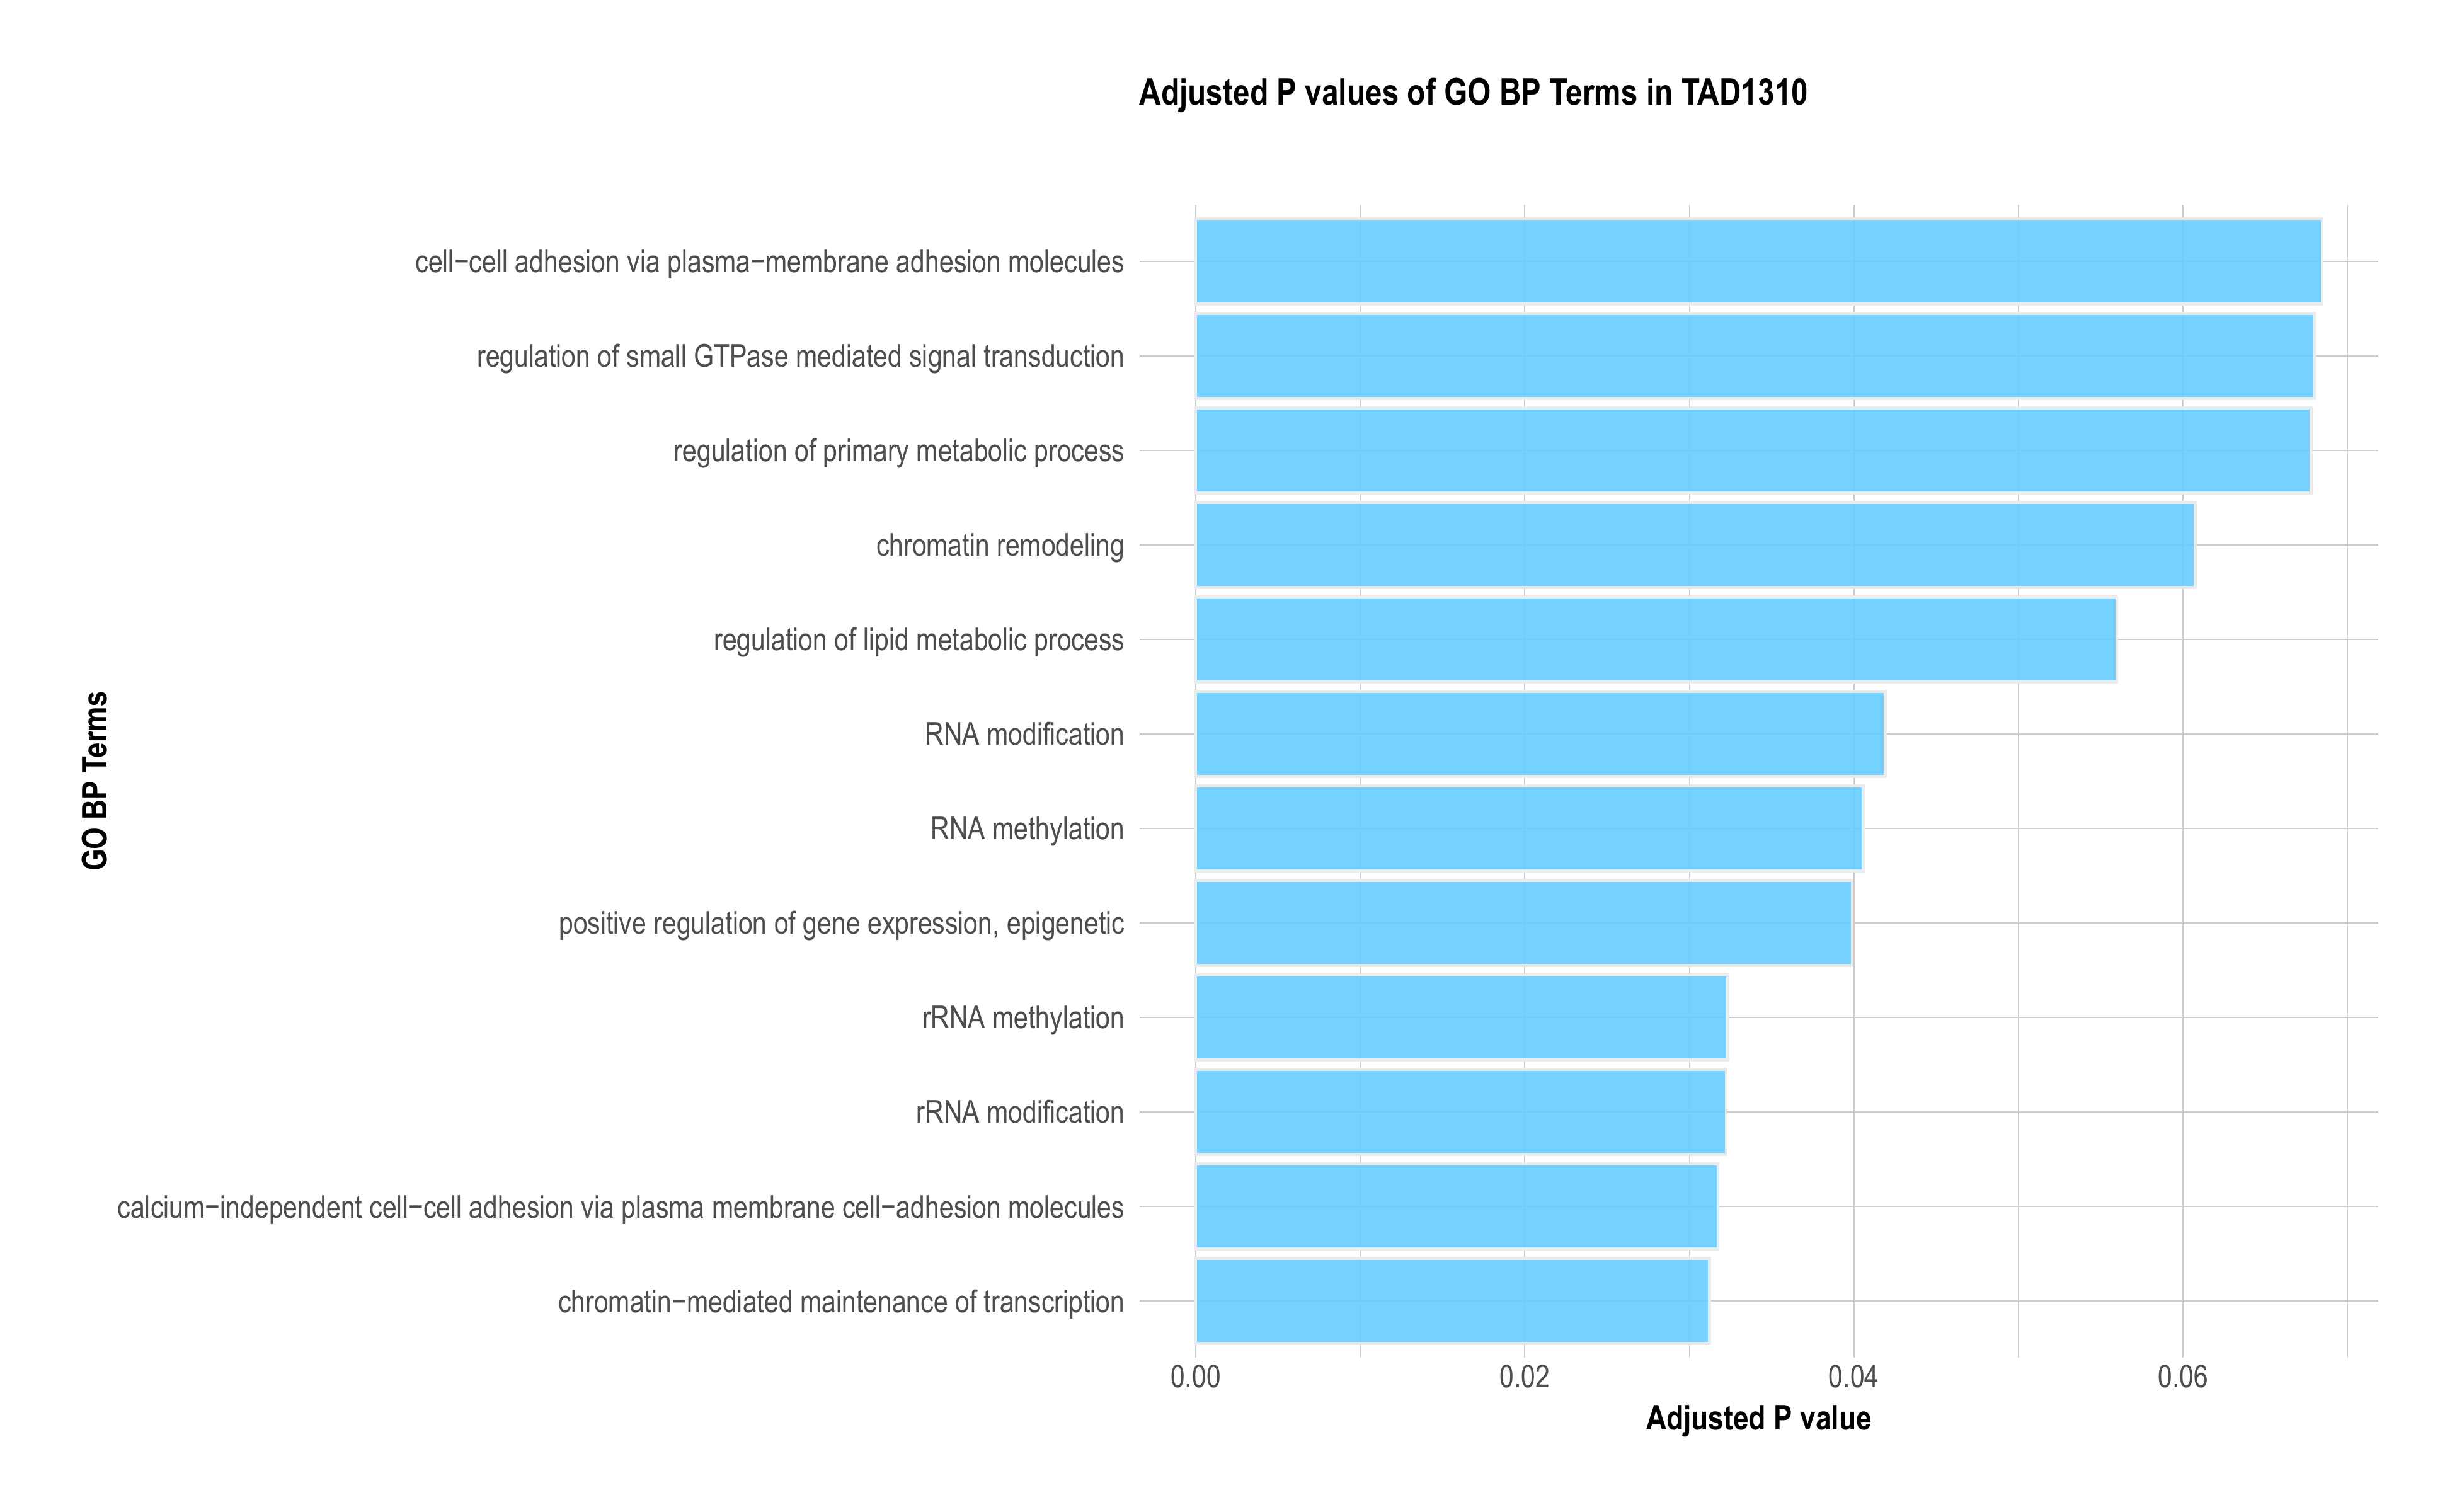 Adjusted P values of GO BP Terms in TAD1310
cell−cell adhesion via plasma−membrane adhesion molecules
regulation of small GTPase mediated signal transduction
regulation of primary metabolic process
chromatin remodeling
regulation of lipid metabolic process
RNA modification
RNA methylation
positive regulation of gene expression, epigenetic
rRNA methylation
rRNA modification
calcium−independent cell−cell adhesion via plasma membrane cell−adhesion molecules
chromatin−mediated maintenance of transcription
GO BP Terms
0.00 0.02 0.04 0.06
Adjusted P value